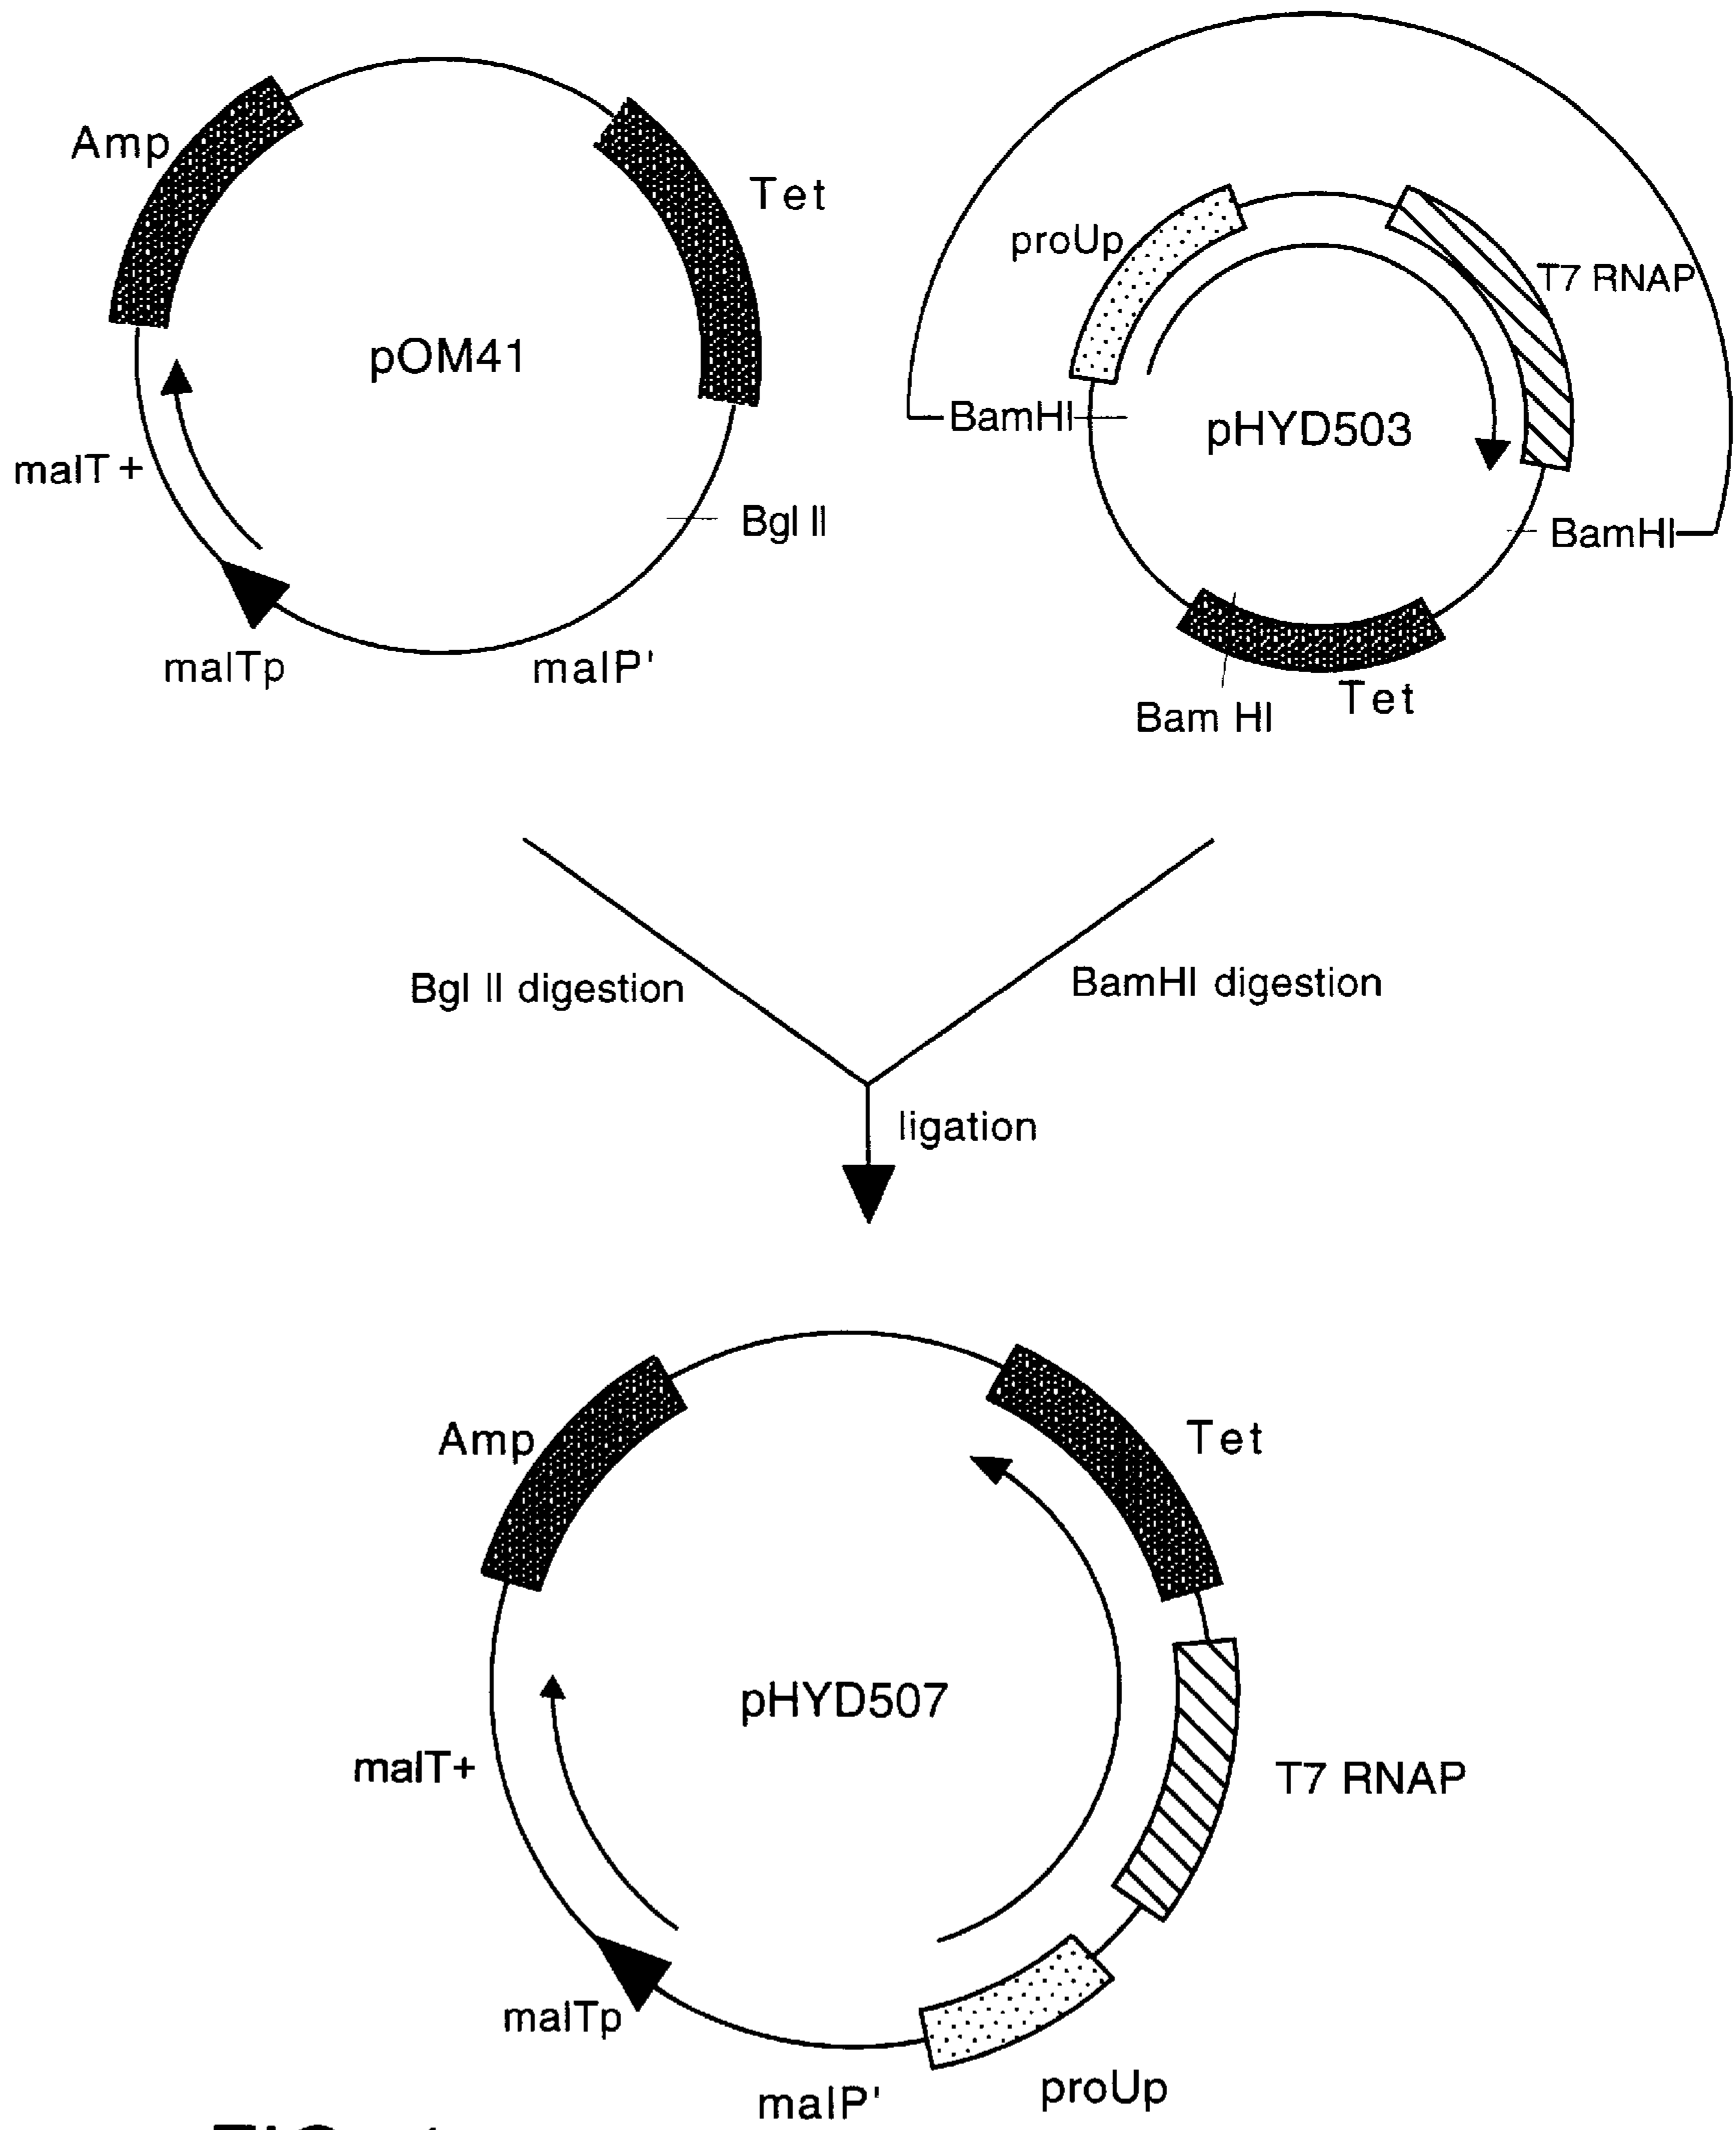 Amp
Tet
pOM41
malT +
Bgl II
malTp
malP'
proUp
T7 RNAP
BamHI
pHYD503
BamHI
Bam HI
Tet
Bgl II digestion
BamHI digestion
ligation
Amp
Tet
pHYD507
malT+
T7 RNAP
malTp
malP'
proUp